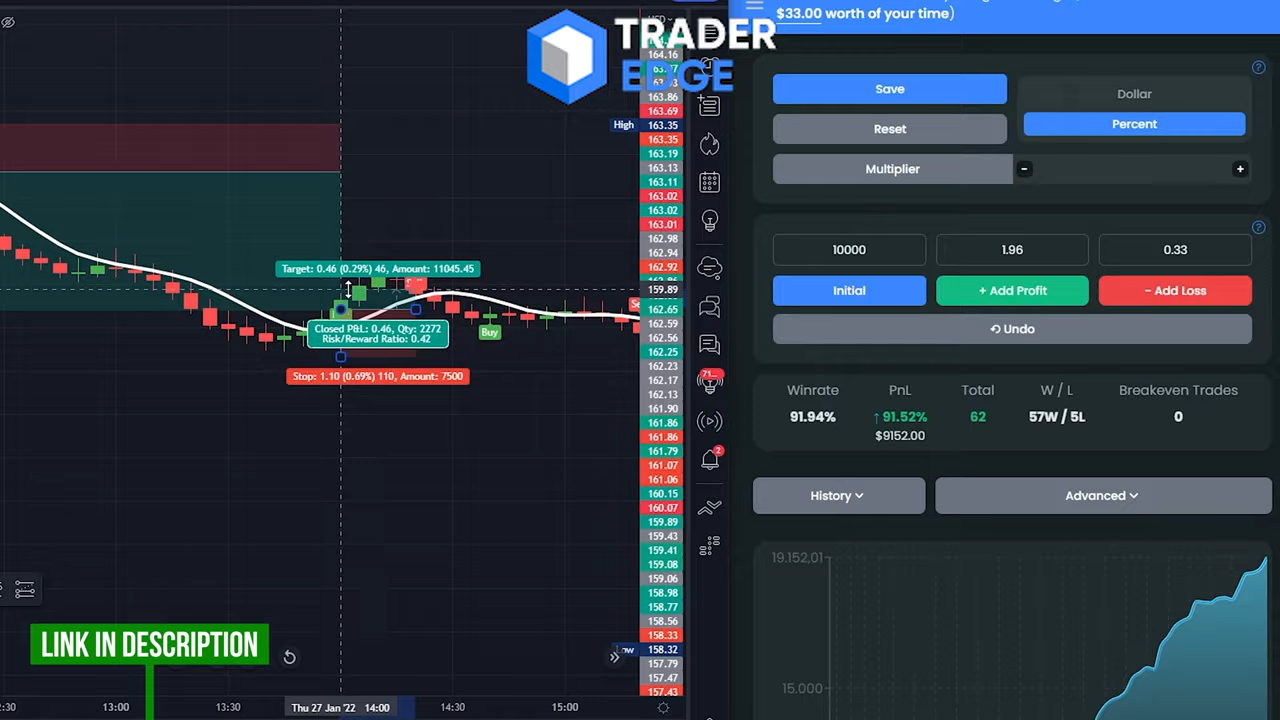 $33.00 worth of your time)
TRADER
EDGE
164.16
163.86
163.69
High
163.35
163.35
163.19
163.13
163.11
163.02
163.02
163.01
162.98
162.94
162.92
159.89
162.65
162.59
162.56
162.25
162.23
162.17
162.13
161.90
161.86
161.86
161.79
161.07
161.06
160.15
160.07
159.89
159.43
159.41
159.08
159.06
158.98
158.77
158.56
158.33
158.32
157.79
157.47
157.43
Target: 0.46 (0.29%) 46, Amount: 11045.45
Closed P&L: 0.46, Qty: 2272
Risk/Reward Ratio: 0.42
Stop: 1.10 (0.69%) 110, Amount: 7500
Buy
71...
2
LINK IN DESCRIPTION
:30
13:00
13:30
Thu 27 Jan '22 14:00
14:30
15:00
Save
Reset
Multiplier
-
+
Dollar
Percent
?
10000
1.96
0.33
?
Initial
+ Add Profit
- Add Loss
Undo
Winrate
PnL
Total
W / L
Breakeven Trades
91.94%
↑ 91.52%
62
57W / 5L
0
$9152.00
History
Advanced
19.152,01
15.000